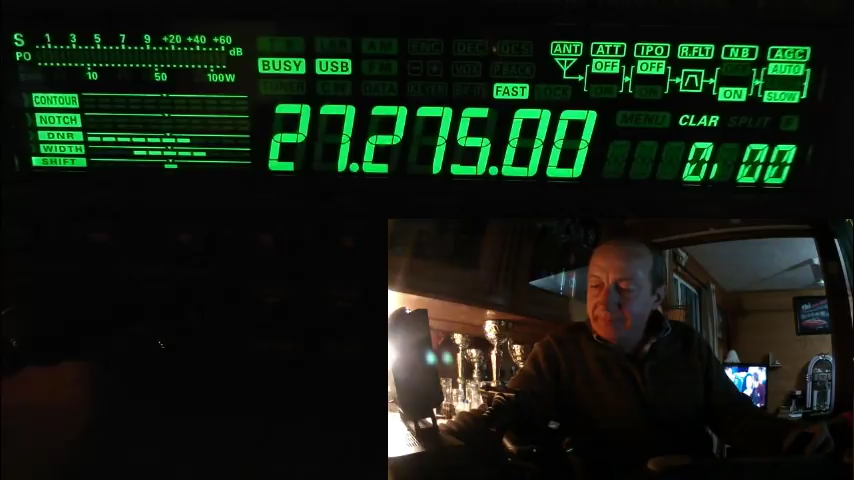 S 1 3 5 7 9 +20 +40 +60 dB
PO 10 50 100W
ANT ATT IPO R.FLT NB AGC
BUSY USB OFF OFF AUTO
FAST ON SLOW
CONTOUR
NOTCH
DNR
WIDTH
SHIFT
27.275.00
MENU CLAR SPLIT
0.00